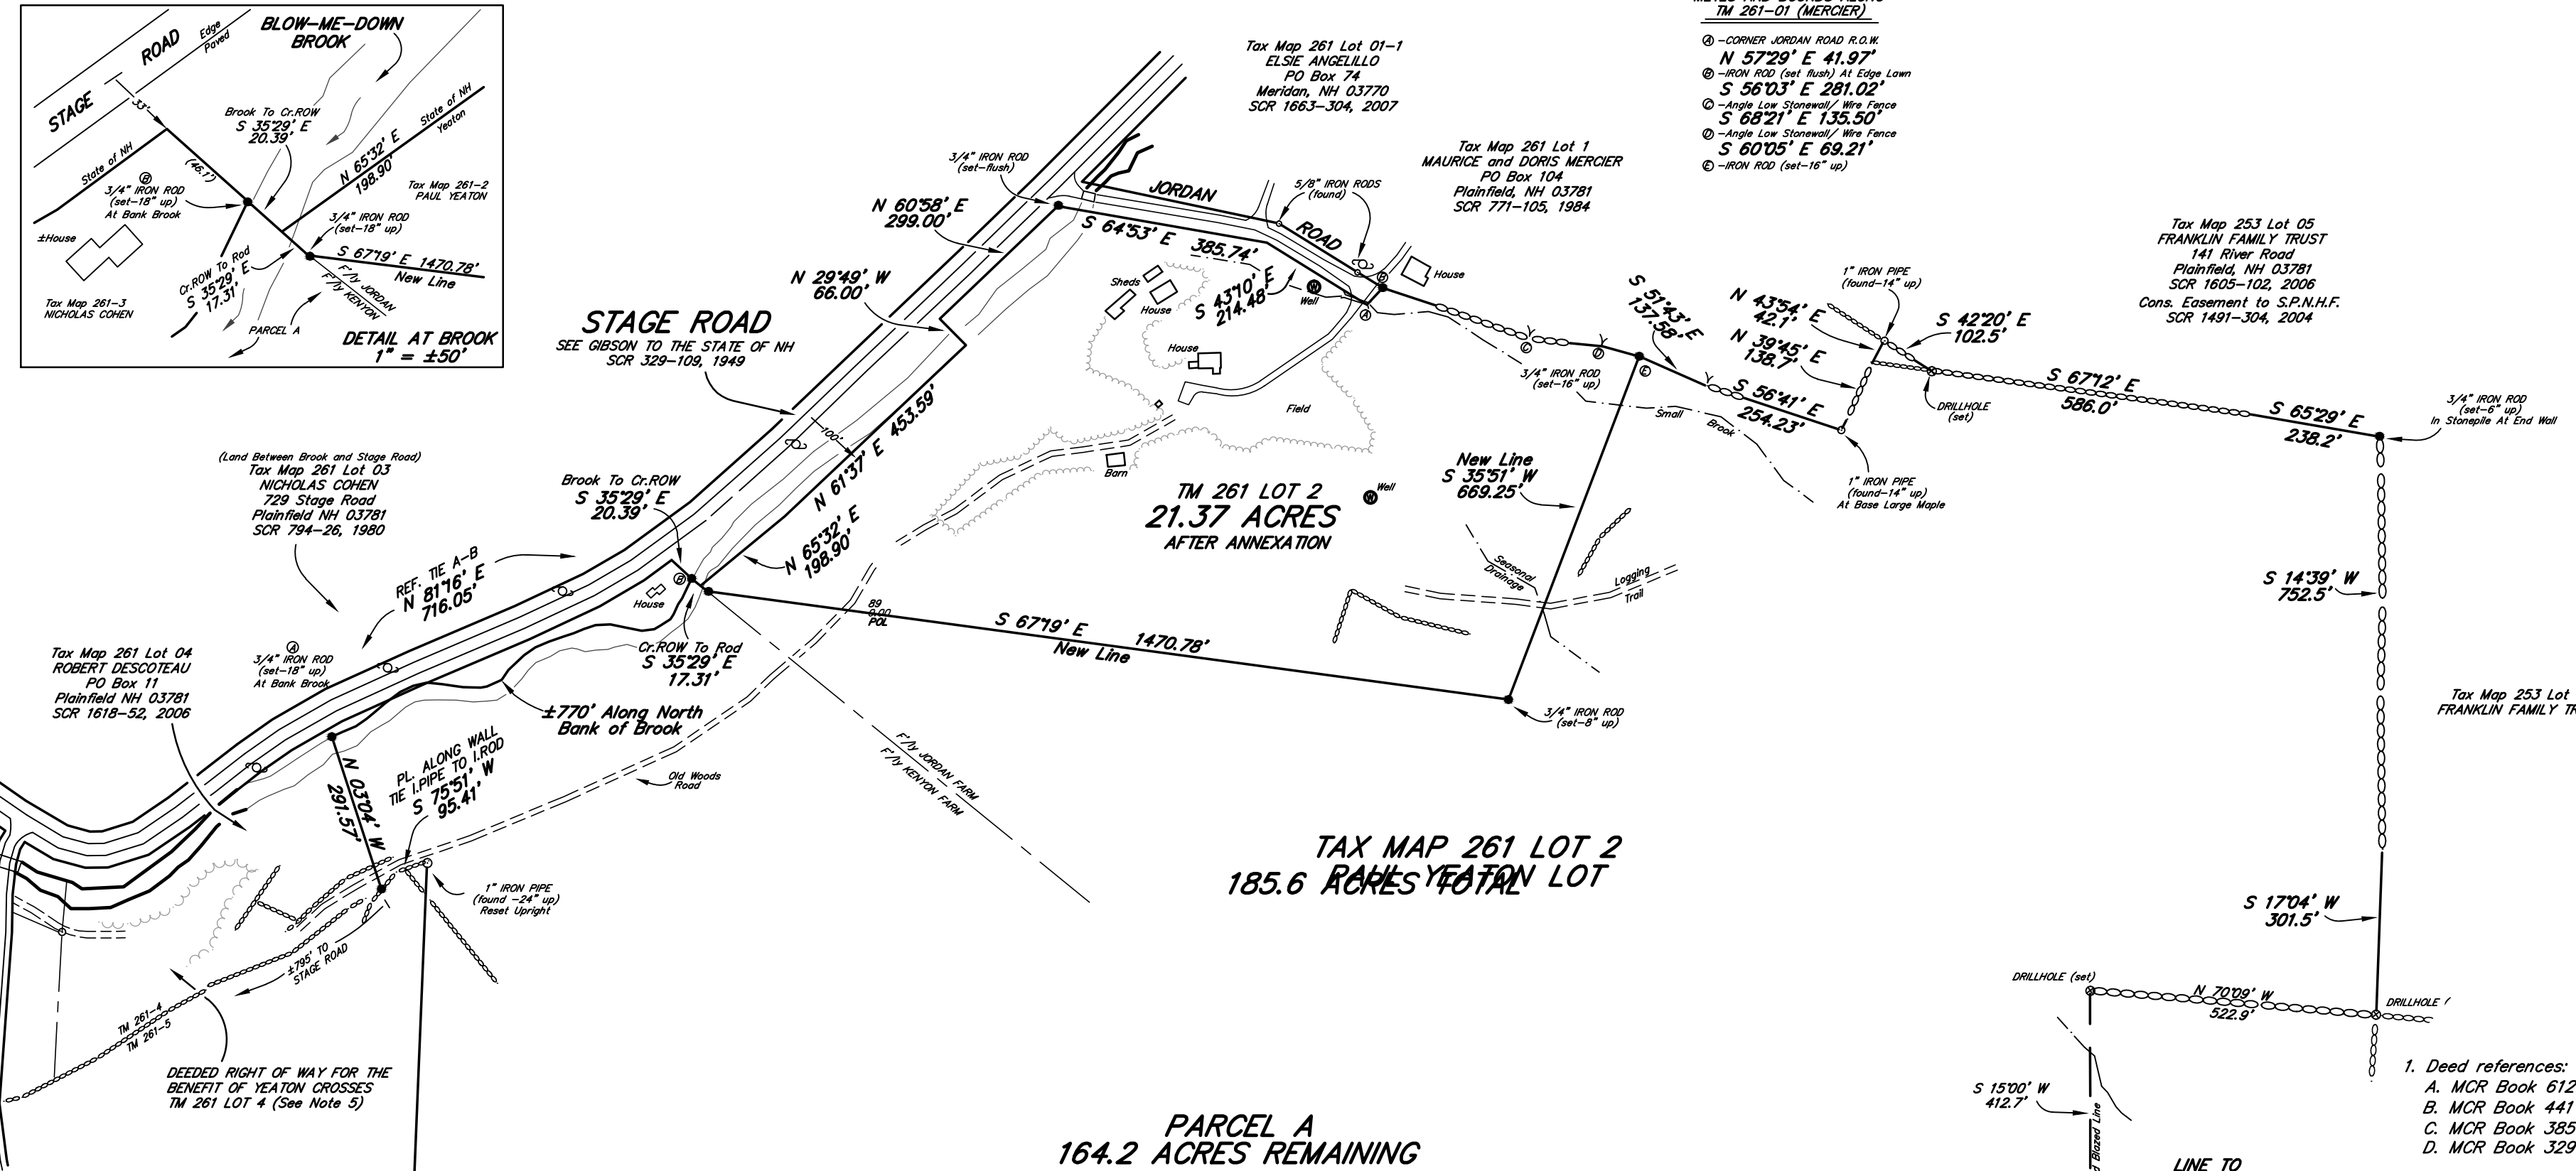 BLOW-ME-DOWN
BROOK
STAGE ROAD
Edge
Paved
33'
State of NH
(46.1')
Brook To Cr.ROW
S 35°29' E
20.39'
B
3/4" IRON ROD
(set-18" up)
At Bank Brook
N 65°32' E
198.90'
State of NH
Yeaton
Tax Map 261-2
PAUL YEATON
3/4" IRON ROD
(set-18" up)
±House
Cr.ROW To Rod
S 35°29' E
17.31'
S 67°19' E 1470.78'
New Line
F'/ly JORDAN
F'/ly KENYON
Tax Map 261-3
NICHOLAS COHEN
PARCEL A
DETAIL AT BROOK
1" = ±50'
TM 261-01 (MERCIER)
A -CORNER JORDAN ROAD R.O.W.
N 57°29' E 41.97'
B -IRON ROD (set flush) At Edge Lawn
S 56°03' E 281.02'
C -Angle Low Stonewall/ Wire Fence
S 68°21' E 135.50'
D -Angle Low Stonewall/ Wire Fence
S 60°05' E 69.21'
E -IRON ROD (set-16" up)
Tax Map 261 Lot 01-1
ELSIE ANGELILLO
PO Box 74
Meridan, NH 03770
SCR 1663-304, 2007
Tax Map 261 Lot 1
MAURICE and DORIS MERCIER
PO Box 104
Plainfield, NH 03781
SCR 771-105, 1984
Tax Map 253 Lot 05
FRANKLIN FAMILY TRUST
141 River Road
Plainfield, NH 03781
SCR 1605-102, 2006
Cons. Easement to S.P.N.H.F.
SCR 1491-304, 2004
3/4" IRON ROD
(set-flush)
JORDAN ROAD
5/8" IRON RODS
(found)
N 60°58' E
299.00'
S 64°53' E 385.74'
S 43°10' E
214.48'
N 29°49' W
66.00'
Sheds
House
House
Well
House
A
B
C
D
E
STAGE ROAD
SEE GIBSON TO THE STATE OF NH
SCR 329-109, 1949
100'
N 61°37' E 453.59'
Field
Barn
Well
3/4" IRON ROD
(set-16" up)
S 51°43' E
137.58'
Small Brook
S 56°41' E
254.23'
N 43°54' E
42.1'
N 39°45' E
138.7'
1" IRON PIPE
(found-14" up)
S 42°20' E
102.5'
DRILLHOLE
(set)
S 67°12' E
586.0'
S 65°29' E
238.2'
3/4" IRON ROD
(set-6" up)
In Stonepile At End Wall
1" IRON PIPE
(found-14" up)
At Base Large Maple
New Line
S 35°51' W
669.25'
TM 261 LOT 2
21.37 ACRES
AFTER ANNEXATION
Seasonal
Drainage
Logging
Trail
(Land Between Brook and Stage Road)
Tax Map 261 Lot 03
NICHOLAS COHEN
729 Stage Road
Plainfield NH 03781
SCR 794-26, 1980
Brook To Cr.ROW
S 35°29' E
20.39'
N 65°32' E
198.90'
REF. TIE A-B
N 81°16' E
716.05'
House
B
89
0.00
POL
S 67°19' E 1470.78'
New Line
Cr.ROW To Rod
S 35°29' E
17.31'
3/4" IRON ROD
(set-8" up)
A
3/4" IRON ROD
(set-18" up)
At Bank Brook
Tax Map 261 Lot 04
ROBERT DESCOTEAU
PO Box 11
Plainfield NH 03781
SCR 1618-52, 2006
±770' Along North
Bank of Brook
F'/ly JORDAN FARM
F'/ly KENYON FARM
Old Woods
Road
N 03°04' W
291.57'
PL. ALONG WALL
TIE I.PIPE TO I.ROD
S 75°51' W
95.41'
1" IRON PIPE
(found -24" up)
Reset Upright
±795' TO
STAGE ROAD
TM 261-4
TM 261-5
DEEDED RIGHT OF WAY FOR THE
BENEFIT OF YEATON CROSSES
TM 261 LOT 4 (See Note 5)
TAX MAP 261 LOT 2
PAUL YEATON LOT
185.6 ACRES TOTAL
PARCEL A
164.2 ACRES REMAINING
S 14°39' W
752.5'
Tax Map 253 Lot
FRANKLIN FAMILY TR
S 17°04' W
301.5'
DRILLHOLE (set)
N 70°09' W
522.9'
DRILLHOLE (
S 15°00' W
412.7'
d Blazed Line
LINE TO
1. Deed references:
A. MCR Book 612
B. MCR Book 441
C. MCR Book 385
D. MCR Book 329